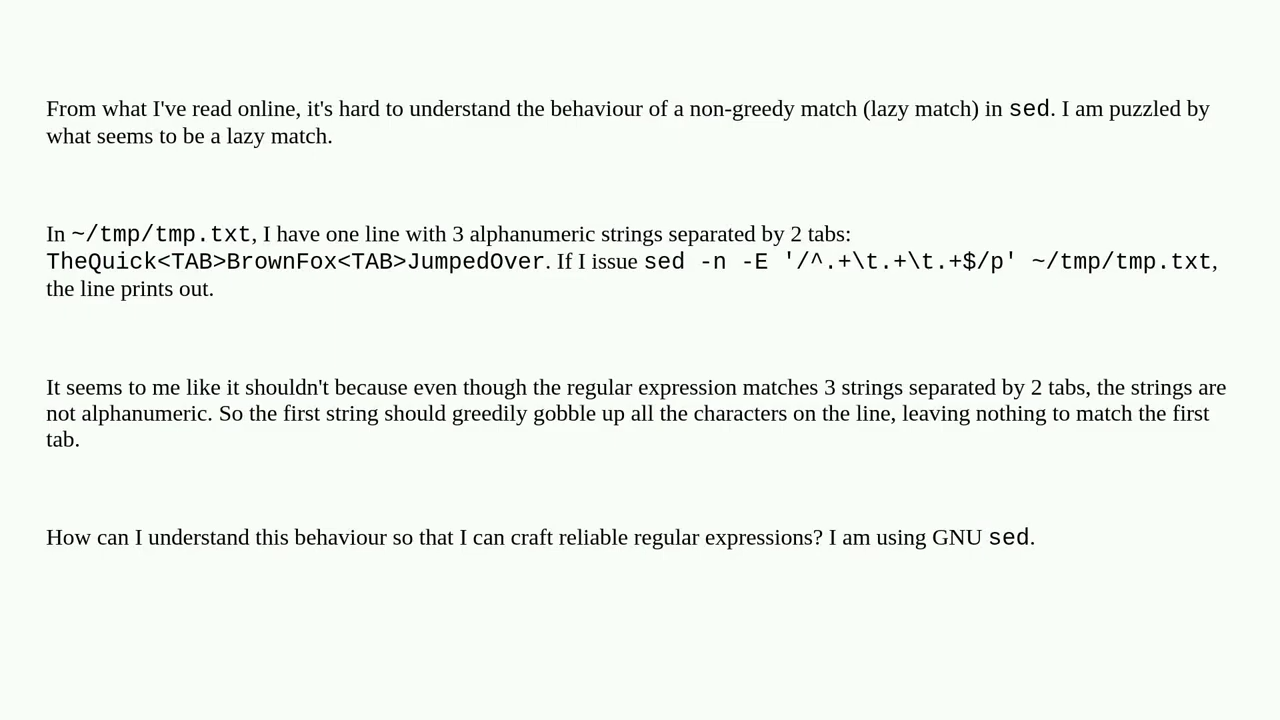 From what I've read online, it's hard to understand the behaviour of a non-greedy match (lazy match) in sed. I am puzzled by
what seems to be a lazy match.
In ~/tmp/tmp.txt, I have one line with 3 alphanumeric strings separated by 2 tabs:
TheQuick<TAB>BrownFox<TAB>JumpedOver. If I issue sed -n -E '/^.+\t.+\t.+$/p' ~/tmp/tmp.txt,
the line prints out.
It seems to me like it shouldn't because even though the regular expression matches 3 strings separated by 2 tabs, the strings are
not alphanumeric. So the first string should greedily gobble up all the characters on the line, leaving nothing to match the first
tab.
How can I understand this behaviour so that I can craft reliable regular expressions? I am using GNU sed.